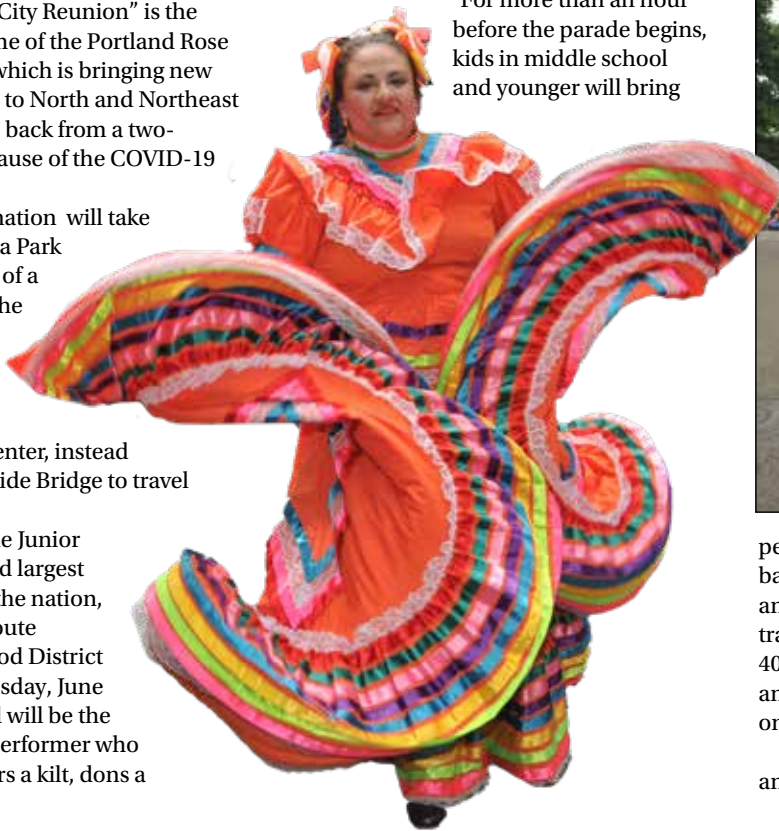 City Reunion” is the
ne of the Portland Rose
which is bringing new
to North and Northeast
back from a two-
ause of the COVID-19
nation will take
a Park
of a
he
enter, instead
ide Bridge to travel
e Junior
d largest
the nation,
oute
od District
sday, June
l will be the
erformer who
rs a kilt, dons a
For more than an hour
before the parade begins,
kids in middle school
and younger will bring
pe
ba
an
tra
40
an
on
an